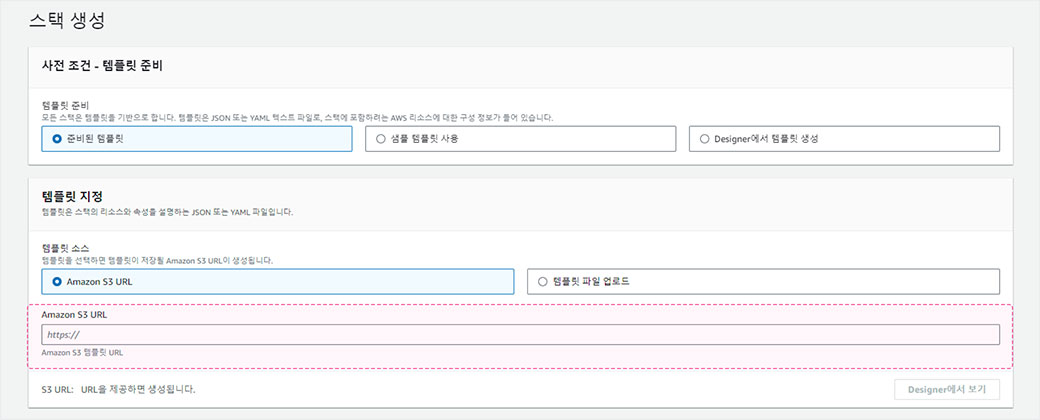 스택 생성
사전 조건 - 템플릿 준비
템플릿 준비
모든 스택은 템플릿을 기반으로 합니다. 템플릿은 JSON 또는 YAML 텍스트 파일로, 스택에 포함하려는 AWS 리소스에 대한 구성 정보가 들어 있습니다.
준비된 템플릿
샘플 템플릿 사용
Designer에서 템플릿 생성
템플릿 지정
템플릿은 스택의 리소스와 속성을 설명하는 JSON 또는 YAML 파일입니다.
템플릿 소스
템플릿을 선택하면 템플릿이 저장될 Amazon S3 URL이 생성됩니다.
Amazon S3 URL
템플릿 파일 업로드
Amazon S3 URL
https://
Amazon S3 템플릿 URL
S3 URL: URL을 제공하면 생성됩니다.
Designer에서 보기